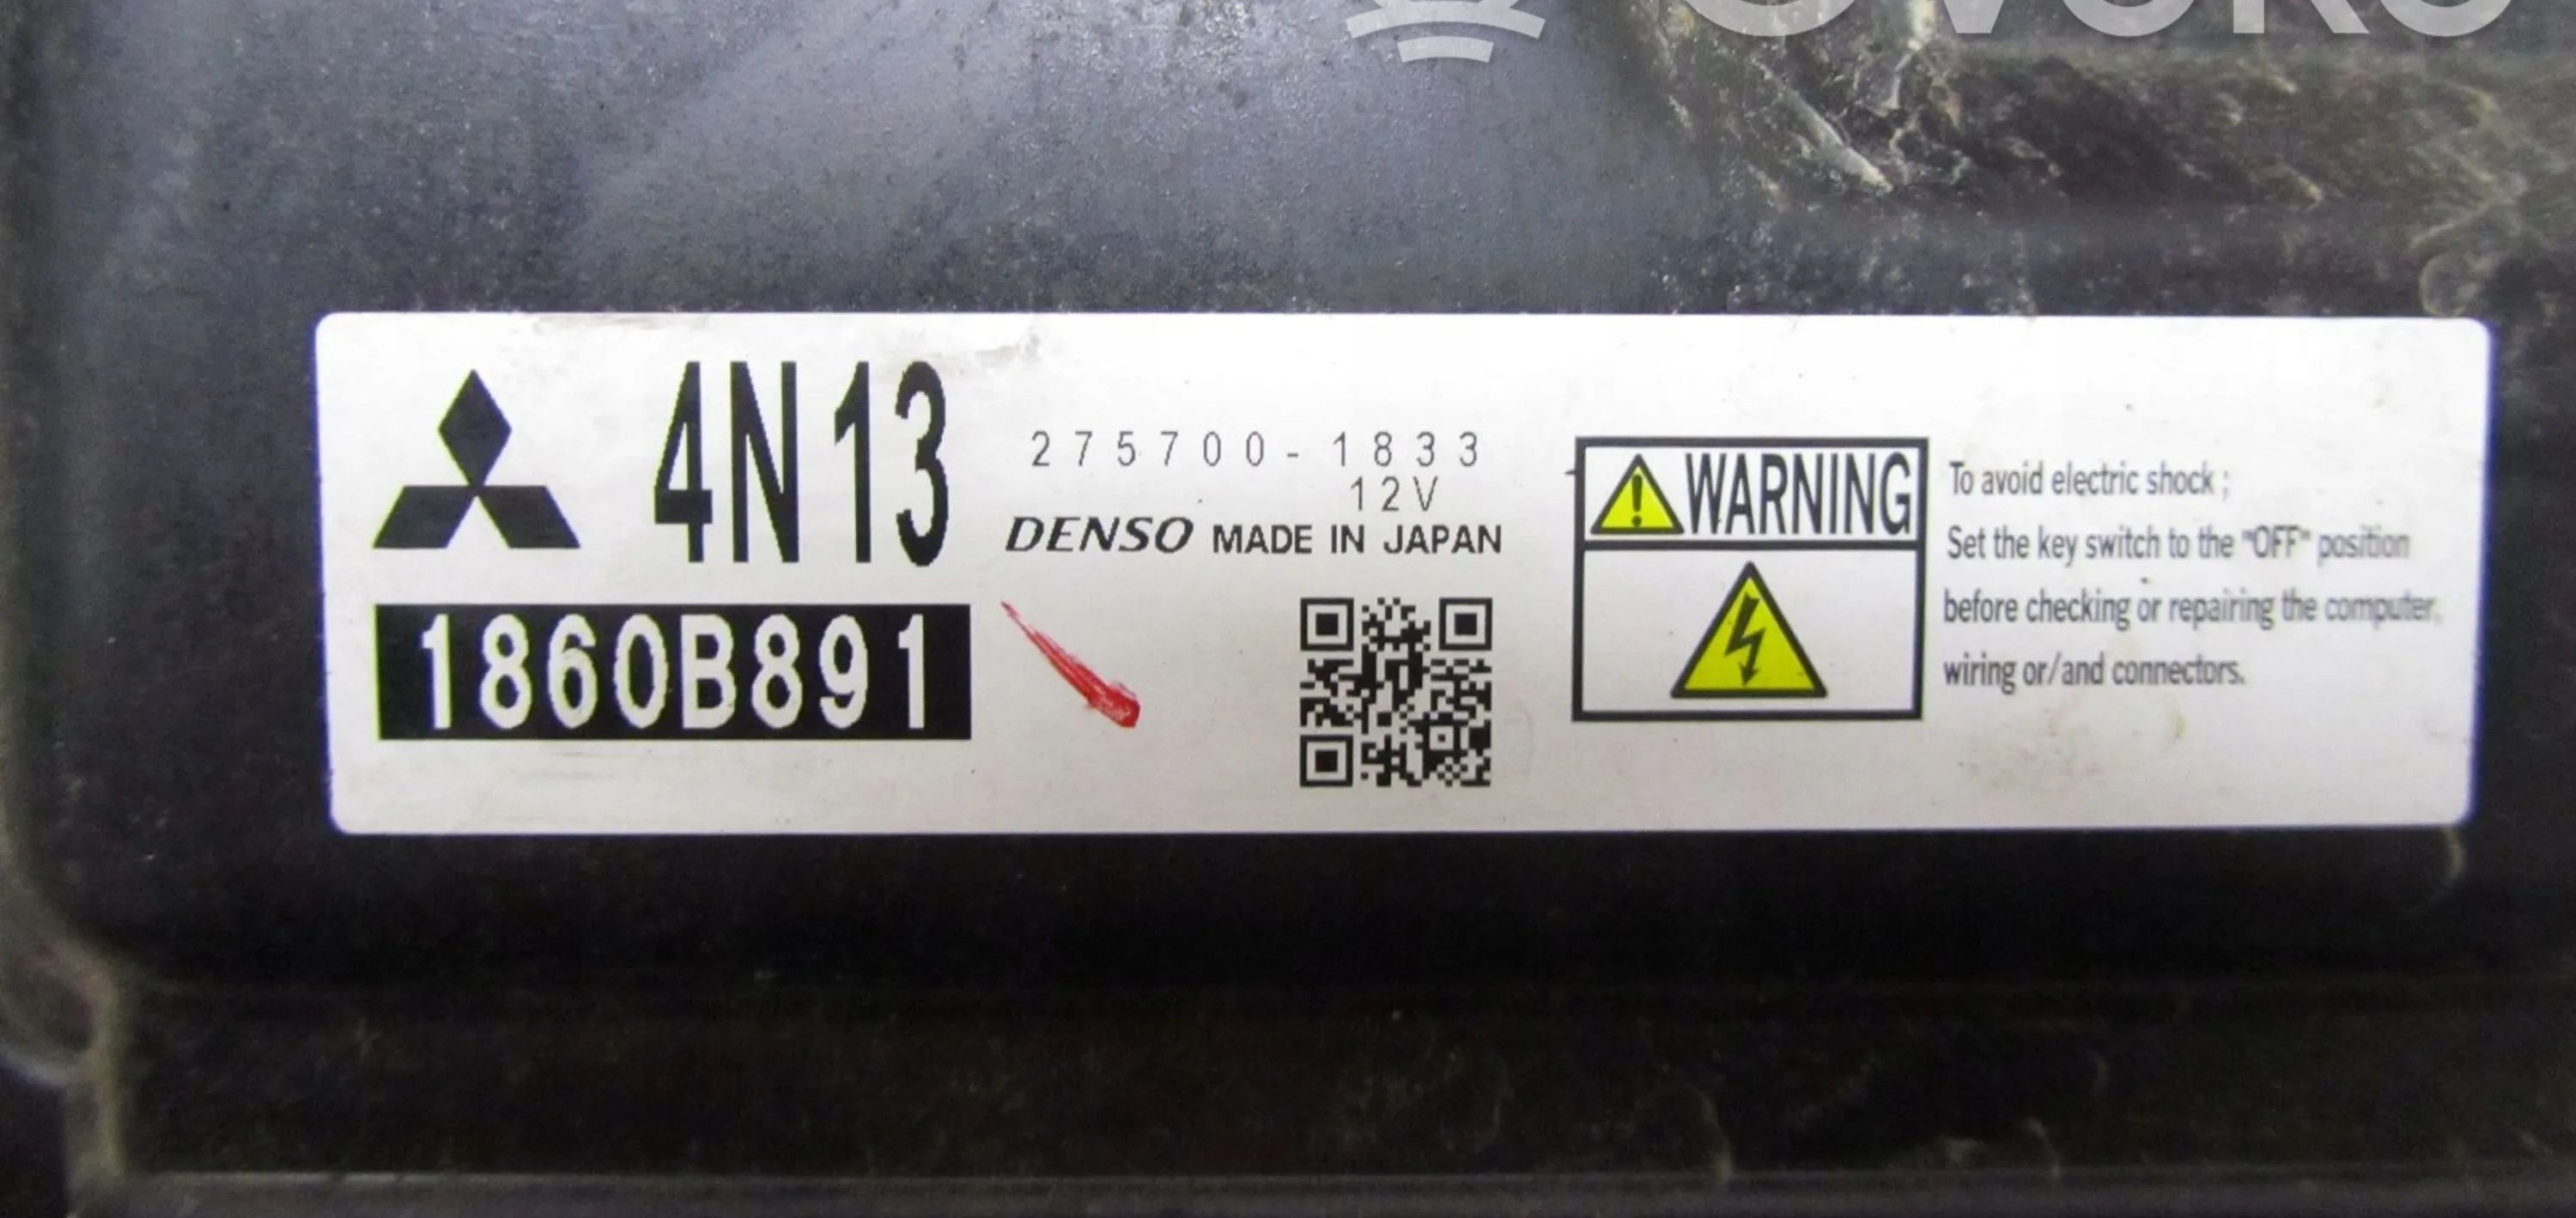 4N13
275700-1833
12V
DENSO MADE IN JAPAN
1860B891
WARNING
To avoid electric shock ;
Set the key switch to the "OFF" position
before checking or repairing the computer,
wiring or/and connectors.